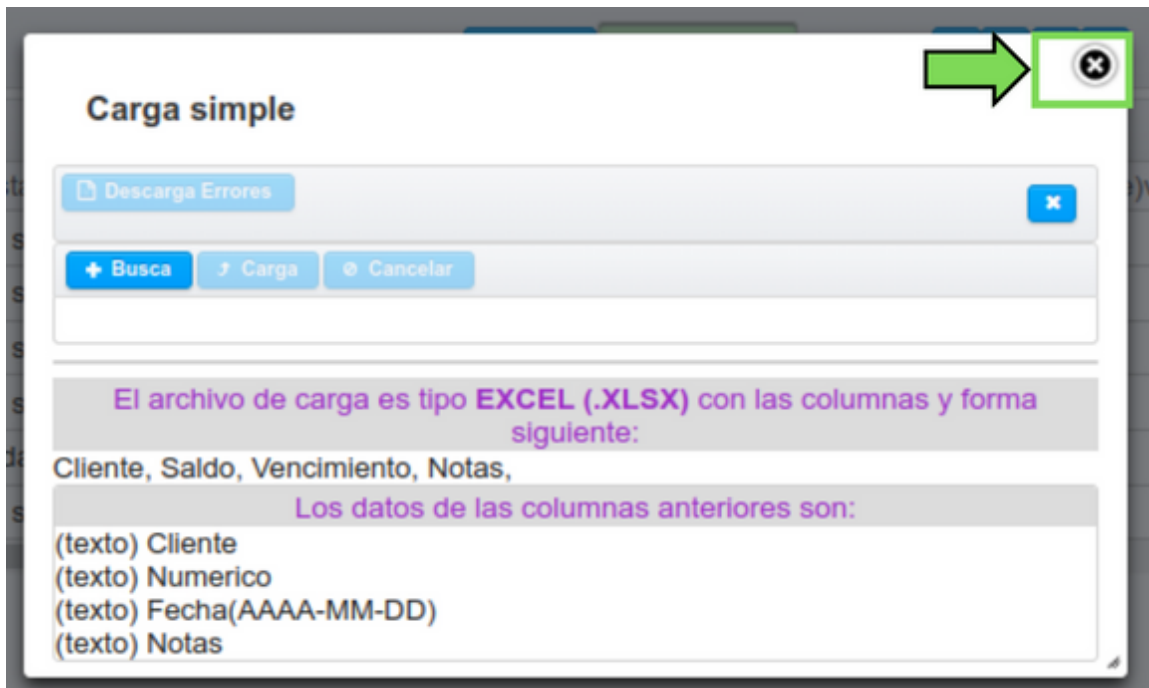 Carga simple
Descarga Errores
Busca Carga Cancelar
El archivo de carga es tipo EXCEL (.XLSX) con las columnas y forma
siguiente:
Cliente, Saldo, Vencimiento, Notas,
Los datos de las columnas anteriores son:
(texto) Cliente
(texto) Numerico
(texto) Fecha(AAAA-MM-DD)
(texto) Notas